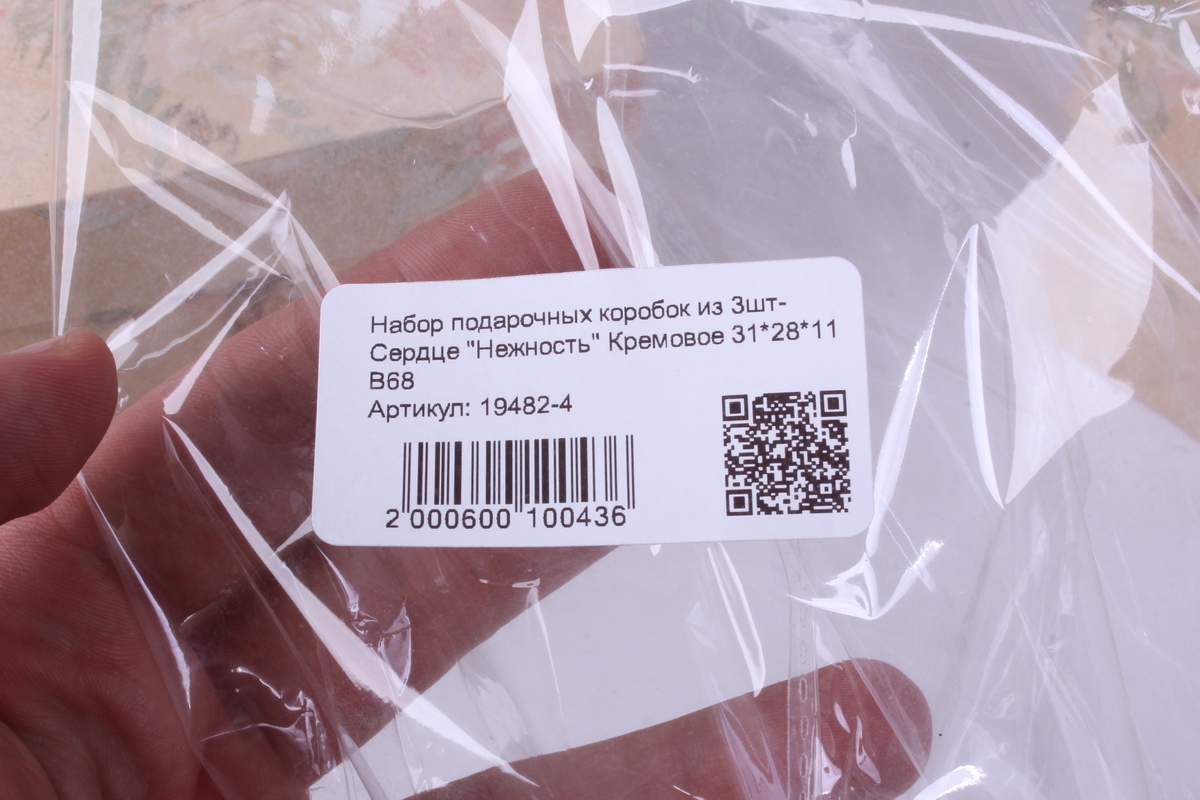 Набор подарочных коробок из 3шт-
Сердце "Нежность" Кремовое 31*28*11
В68
Артикул: 19482-4
2 000600 100436